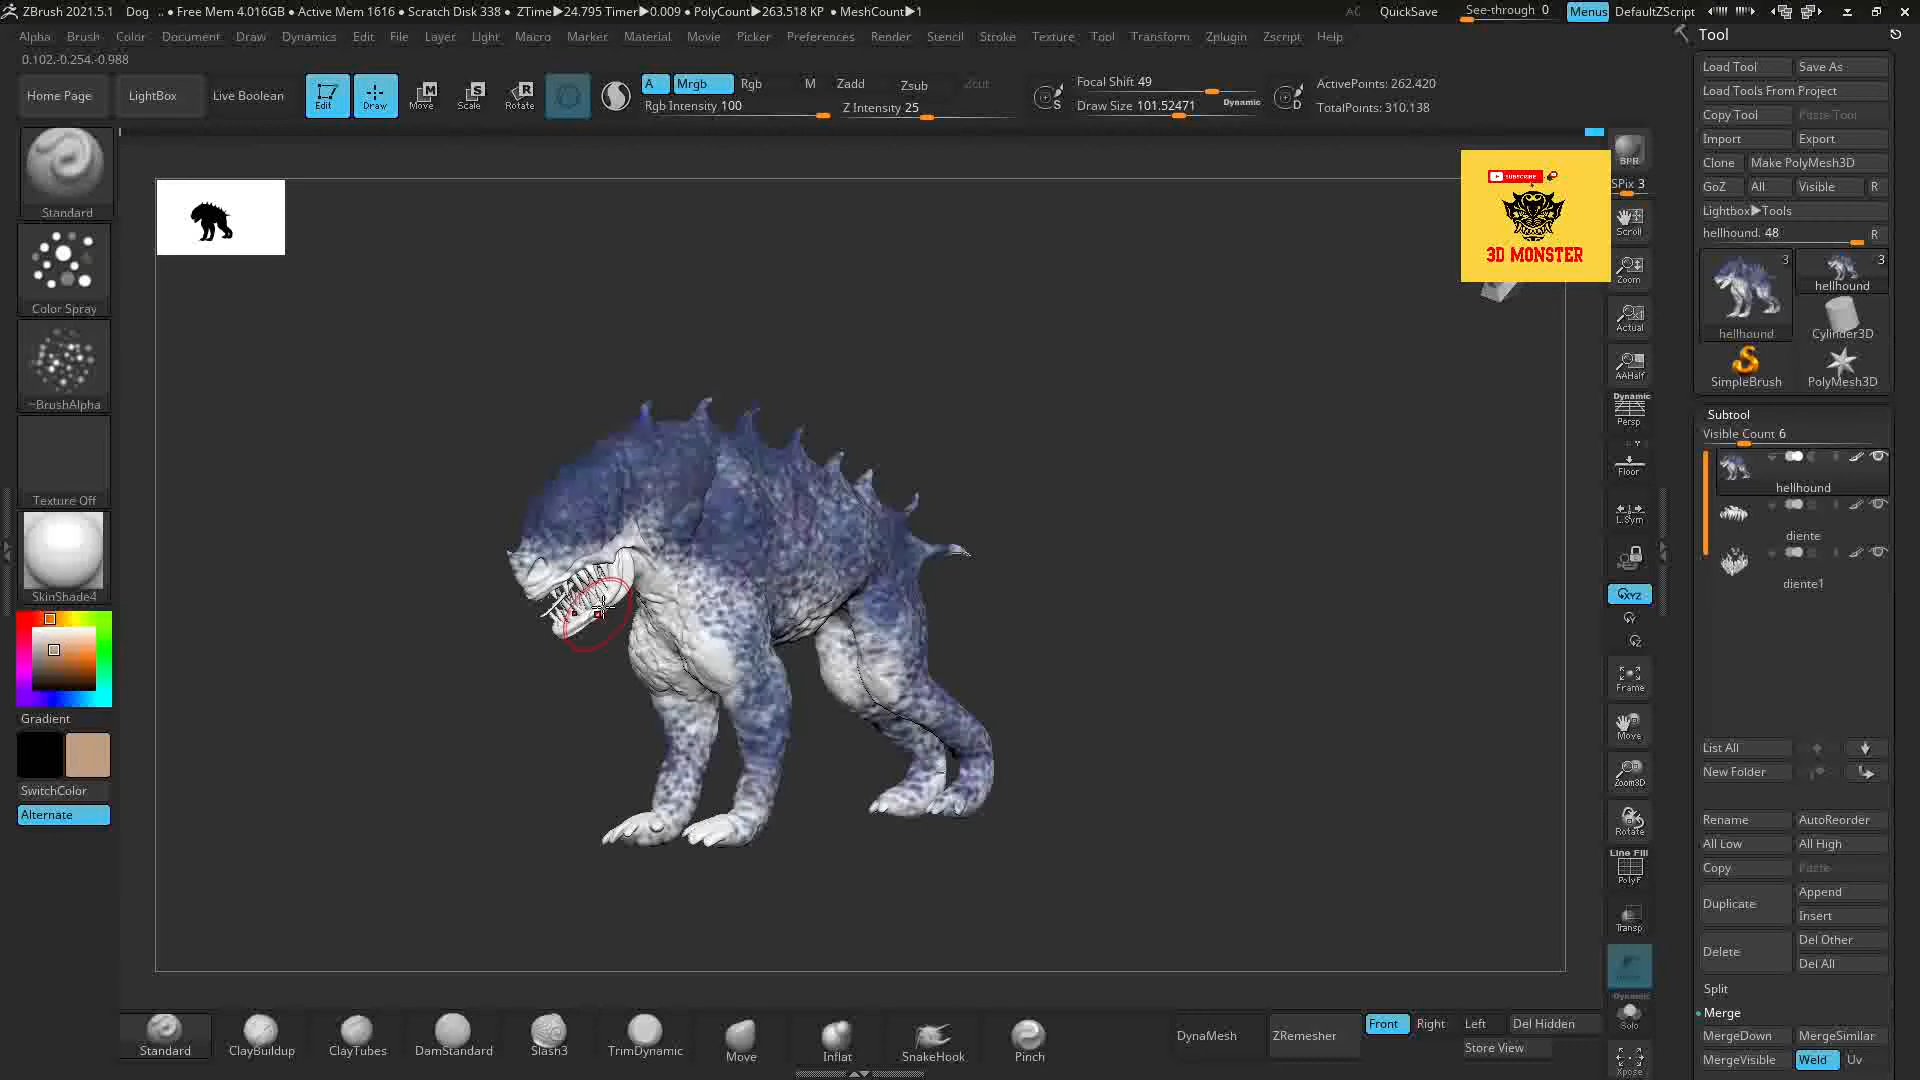 ZBrush 2021.5.1 Dog .. • Free Mem 4.016GB • Active Mem 1616 • Scratch Disk 338 • ZTime▶24.795 Timer▶0.009 • PolyCount▶263.518 KP • MeshCount▶1 AC QuickSave See-through 0 Menus DefaultZScript
Alpha Brush Color Document Draw Dynamics Edit File Layer Light Macro Marker Material Movie Picker Preferences Render Stencil Stroke Texture Tool Transform Zplugin Zscript Help
0.102,-0.254,-0.988
Home Page LightBox Live Boolean Edit Draw Move Scale Rotate A Mrgb Rgb M Zadd Zsub Zcut
Rgb Intensity 100 Z Intensity 25
Focal Shift 49
Draw Size 101.52471 Dynamic
ActivePoints: 262.420
TotalPoints: 310.138
Standard
Color Spray
~BrushAlpha
Texture Off
SkinShade4
Gradient
SwitchColor
Alternate
SUBSCRIBE
3D MONSTER
BPR
SPix 3
Scroll
Zoom
Actual
AAHalf
Dynamic
Persp
Floor
L.Sym
XYZ
Frame
Move
Zoom3D
Rotate
Line Fill
PolyF
Transp
Dynamic
Solo
Xpose
Tool
Load Tool Save As
Load Tools From Project
Copy Tool Paste Tool
Import Export
Clone Make PolyMesh3D
GoZ All Visible R
Lightbox▶Tools
hellhound. 48 R
3 3
hellhound
hellhound Cylinder3D
SimpleBrush PolyMesh3D
Subtool
Visible Count 6
hellhound
diente
diente1
List All
New Folder
Rename AutoReorder
All Low All High
Copy Paste
Duplicate Append
Insert
Delete Del Other
Del All
Split
Merge
MergeDown MergeSimilar
MergeVisible Weld Uv
Standard ClayBuildup ClayTubes DamStandard Slash3 TrimDynamic Move Inflat SnakeHook Pinch
DynaMesh ZRemesher Front Right Left Del Hidden
Store View